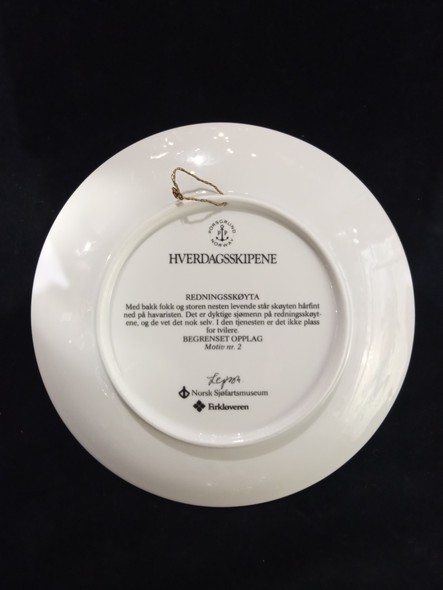 PORSGRUND
P P
NORWAY
HVERDAGSSKIPENE
REDNINGSSKØYTA
Med bakk fokk og storen nesten levende står skøyten hårfint
ned på havaristen. Det er dyktige sjømenn på redningsskøyt-
ene, og de vet det nok selv. I den tjenesten er det ikke plass
for tvilere.
BEGRENSET OPPLAG
Motiv nr. 2
Norsk Sjøfartsmuseum
Firkløveren